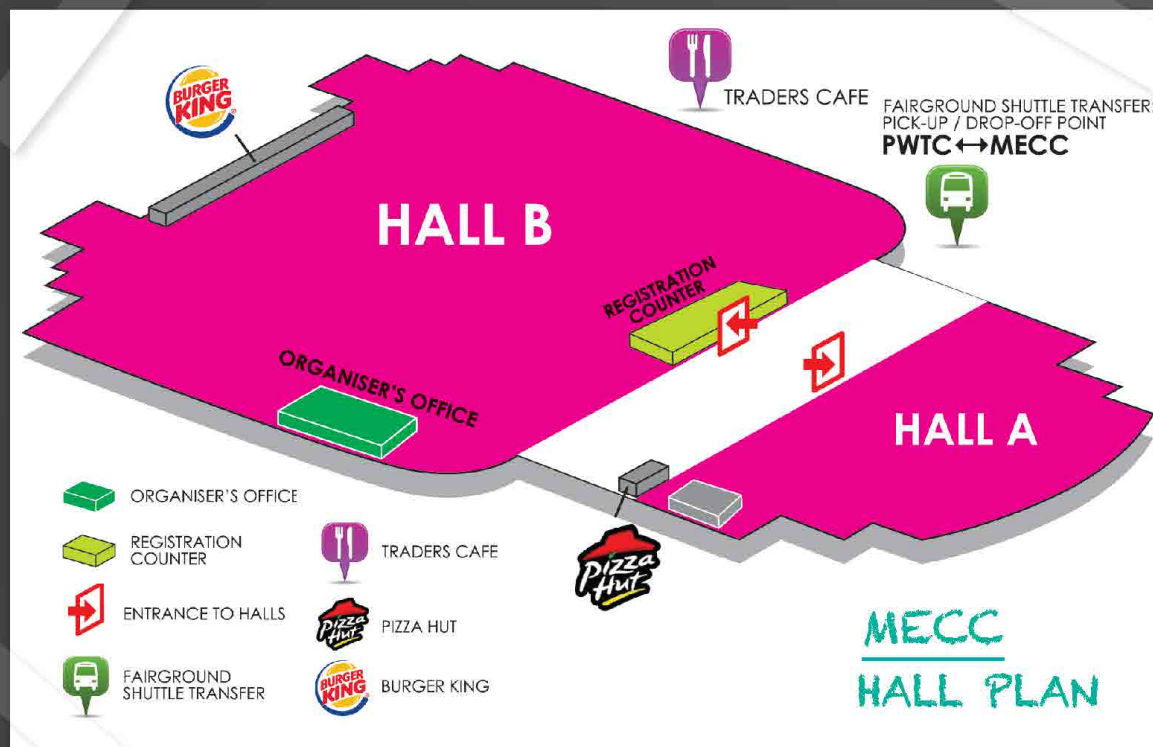 BURGER
KING
TRADERS CAFE
FAIRGROUND SHUTTLE TRANSFER
PICK-UP / DROP-OFF POINT
PWTC ↔ MECC
HALL B
REGISTRATION
COUNTER
ORGANISER'S OFFICE
HALL A
Pizza
Hut
ORGANISER'S OFFICE
REGISTRATION
COUNTER
ENTRANCE TO HALLS
FAIRGROUND
SHUTTLE TRANSFER
TRADERS CAFE
Pizza
Hut
PIZZA HUT
BURGER
KING
BURGER KING
MECC
HALL PLAN